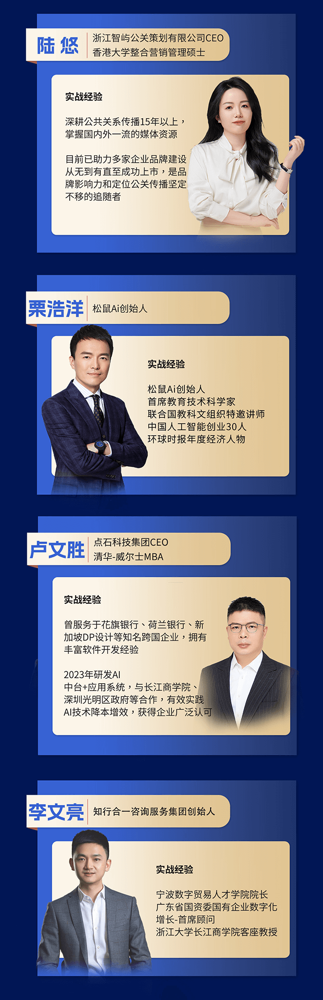 陆 悠
浙江智屿公关策划有限公司CEO
香港大学整合营销管理硕士
实战经验
深耕公共关系传播15年以上，
掌握国内外一流的媒体资源
目前已助力多家企业品牌建设
从无到有直至成功上市，是品
牌影响力和定位公关传播坚定
不移的追随者
栗浩洋
松鼠Ai创始人
实战经验
松鼠Ai创始人
首席教育技术科学家
联合国教科文组织特邀讲师
中国人工智能创业30人
环球时报年度经济人物
卢文胜
点石科技集团CEO
清华-威尔士MBA
实战经验
曾服务于花旗银行、荷兰银行、新
加坡DP设计等知名跨国企业，拥有
丰富软件开发经验
2023年研发AI
中台+应用系统，与长江商学院、
深圳光明区政府等合作，有效实践
AI技术降本增效，获得企业广泛认可
李文亮
知行合一咨询服务集团创始人
实战经验
宁波数字贸易人才学院院长
广东省国资委国有企业数字化
增长-首席顾问
浙江大学长江商学院客座教授